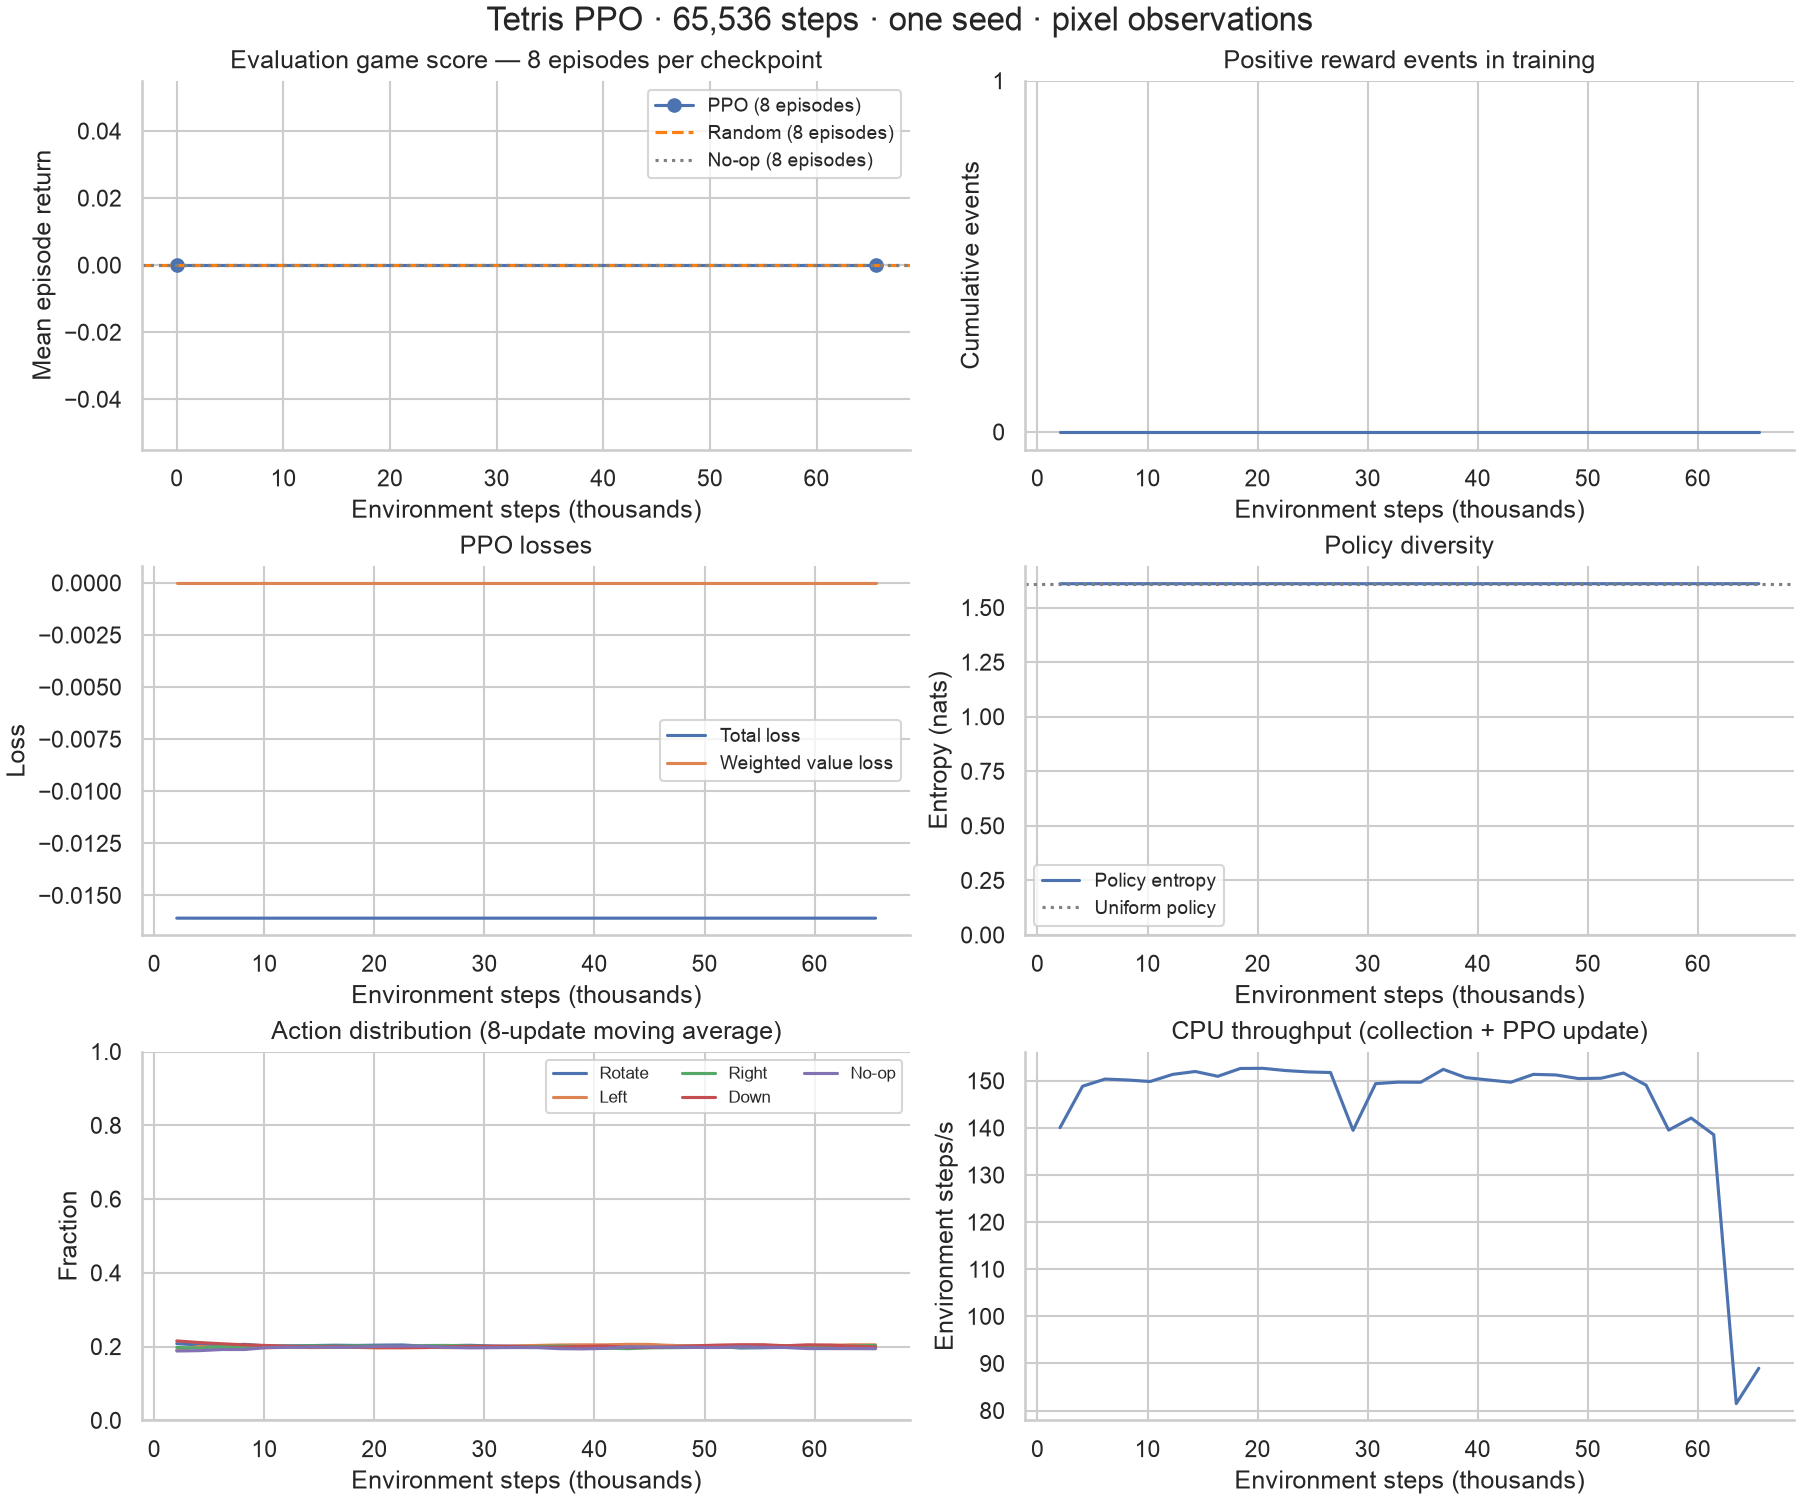 Tetris PPO · 65,536 steps · one seed · pixel observations
Evaluation game score — 8 episodes per checkpoint
Mean episode return
0.04
0.02
0.00
−0.02
−0.04
PPO (8 episodes)
Random (8 episodes)
No-op (8 episodes)
0 10 20 30 40 50 60
Environment steps (thousands)
Positive reward events in training
Cumulative events
1
0
0 10 20 30 40 50 60
Environment steps (thousands)
PPO losses
Loss
0.0000
−0.0025
−0.0050
−0.0075
−0.0100
−0.0125
−0.0150
Total loss
Weighted value loss
0 10 20 30 40 50 60
Environment steps (thousands)
Policy diversity
Entropy (nats)
1.50
1.25
1.00
0.75
0.50
0.25
0.00
Policy entropy
Uniform policy
0 10 20 30 40 50 60
Environment steps (thousands)
Action distribution (8-update moving average)
Fraction
1.0
0.8
0.6
0.4
0.2
0.0
Rotate Right No-op
Left Down
0 10 20 30 40 50 60
Environment steps (thousands)
CPU throughput (collection + PPO update)
Environment steps/s
150
140
130
120
110
100
90
80
0 10 20 30 40 50 60
Environment steps (thousands)